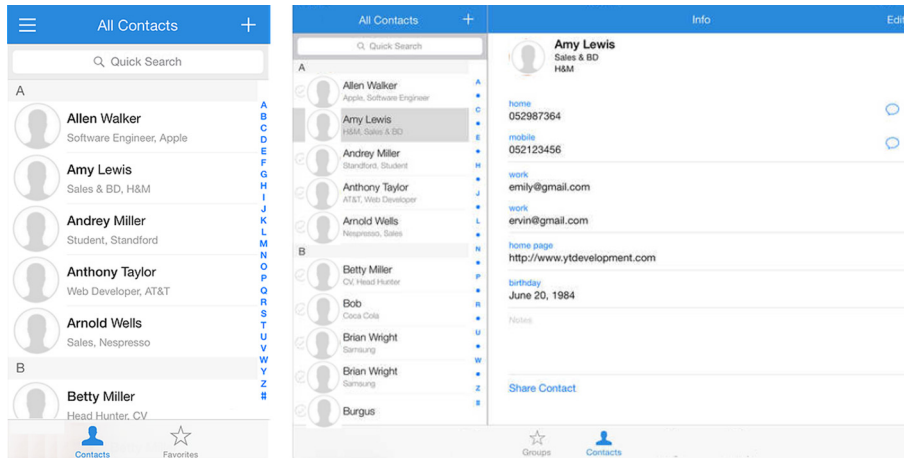 All Contacts
+
Quick Search
A
Allen Walker
Software Engineer, Apple
Amy Lewis
Sales & BD, H&M
Andrey Miller
Student, Standford
Anthony Taylor
Web Developer, AT&T
Arnold Wells
Sales, Nespresso
B
Betty Miller
Head Hunter, CV
A
B
C
D
E
F
G
H
I
J
K
L
M
N
O
P
Q
R
S
T
U
V
W
Y
Z
#
Contacts
Favorites
All Contacts
+
Quick Search
A
Allen Walker
Apple, Software Engineer
Amy Lewis
H&M, Sales & BD
Andrey Miller
Standford, Student
Anthony Taylor
AT&T, Web Developer
Arnold Wells
Nespresso, Sales
B
Betty Miller
CV, Head Hunter
Bob
Coca Cola
Brian Wright
Samsung
Brian Wright
Samsung
Burgus
A
C
E
H
J
L
N
P
R
U
W
Z
#
Info
Edit
Amy Lewis
Sales & BD
H&M
home
052987364
mobile
052123456
work
emily@gmail.com
work
ervin@gmail.com
home page
http://www.ytdevelopment.com
birthday
June 20, 1984
Notes
Share Contact
Groups
Contacts